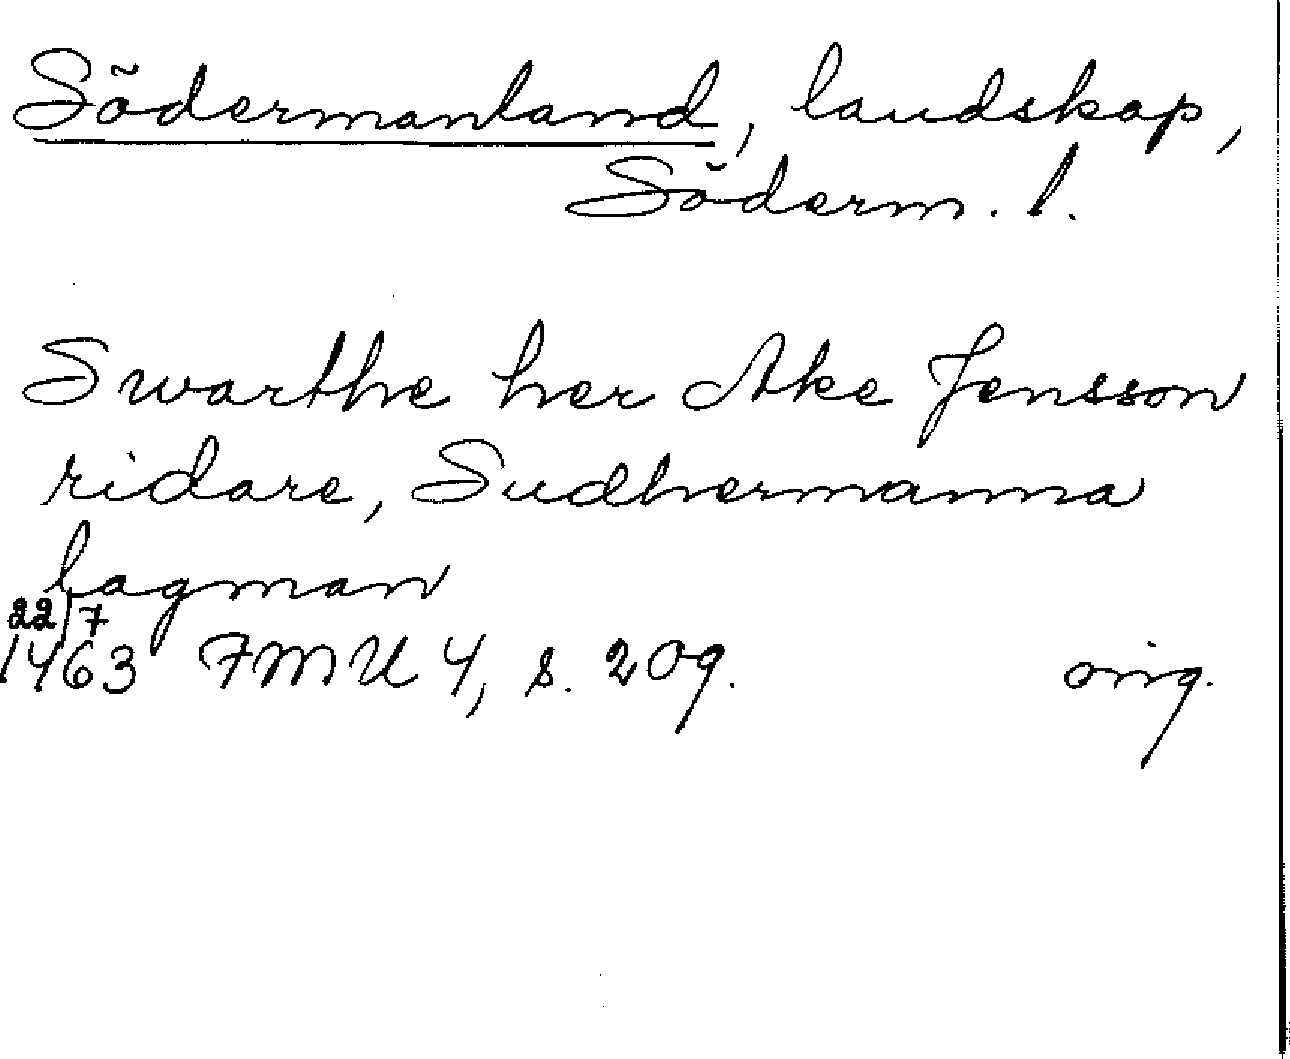 Södermanland, landskap,
Söderm. l.
Swarthe her Ake Jensson
ridare, Sudhermanna
lagman
22/7
1463 FMU 4, s. 209. orig.